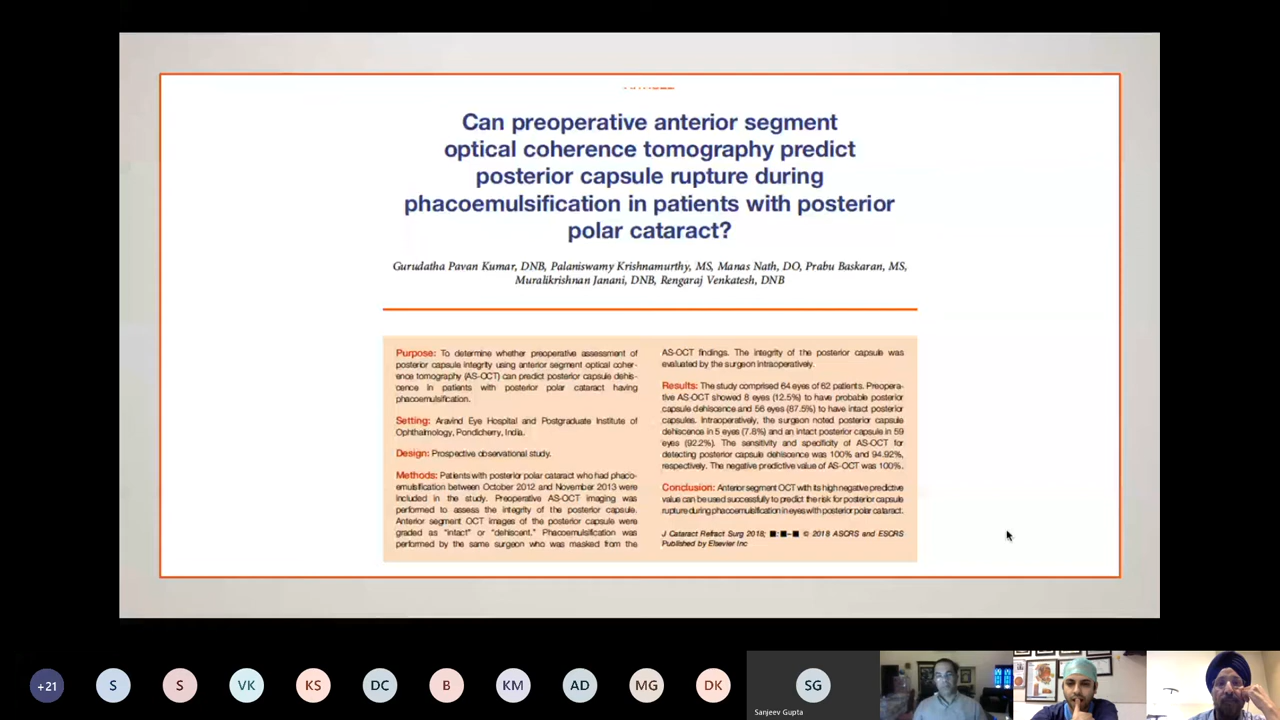 Can preoperative anterior segment
optical coherence tomography predict
posterior capsule rupture during
phacoemulsification in patients with posterior
polar cataract?
Gurudatha Pavan Kumar, DNB, Palaniswamy Krishnamurthy, MS, Manas Nath, DO, Prabu Baskaran, MS,
Muralikrishnan Janani, DNB, Rengaraj Venkatesh, DNB
Purpose: To determine whether preoperative assessment of
posterior capsule integrity using anterior segment optical coher-
ence tomography (AS-OCT) can predict posterior capsule dehis-
cence in patients with posterior polar cataract having
phacoemulsification.
Setting: Aravind Eye Hospital and Postgraduate Institute of
Ophthalmology, Pondicherry, India.
Design: Prospective observational study.
Methods: Patients with posterior polar cataract who had phaco-
emulsification between October 2012 and November 2013 were
included in the study. Preoperative AS-OCT imaging was
performed to assess the integrity of the posterior capsule.
Anterior segment OCT images of the posterior capsule were
graded as "intact" or "dehiscent." Phacoemulsification was
performed by the same surgeon who was masked from the
AS-OCT findings. The integrity of the posterior capsule was
evaluated by the surgeon intraoperatively.
Results: The study comprised 64 eyes of 62 patients. Preopera-
tive AS-OCT showed 8 eyes (12.5%) to have probable posterior
capsule dehiscence and 56 eyes (87.5%) to have intact posterior
capsules. Intraoperatively, the surgeon noted posterior capsule
dehiscence in 5 eyes (7.8%) and an intact posterior capsule in 59
eyes (92.2%). The sensitivity and specificity of AS-OCT for
detecting posterior capsule dehiscence was 100% and 94.92%,
respectively. The negative predictive value of AS-OCT was 100%.
Conclusion: Anterior segment OCT with its high negative predictive
value can be used successfully to predict the risk for posterior capsule
rupture during phacoemulsification in eyes with posterior polar cataract.
J Cataract Refract Surg 2018; ■:■–■ © 2018 ASCRS and ESCRS
Published by Elsevier Inc
+21
S
S
VK
KS
DC
B
KM
AD
MG
DK
SG
Sanjeev Gupta